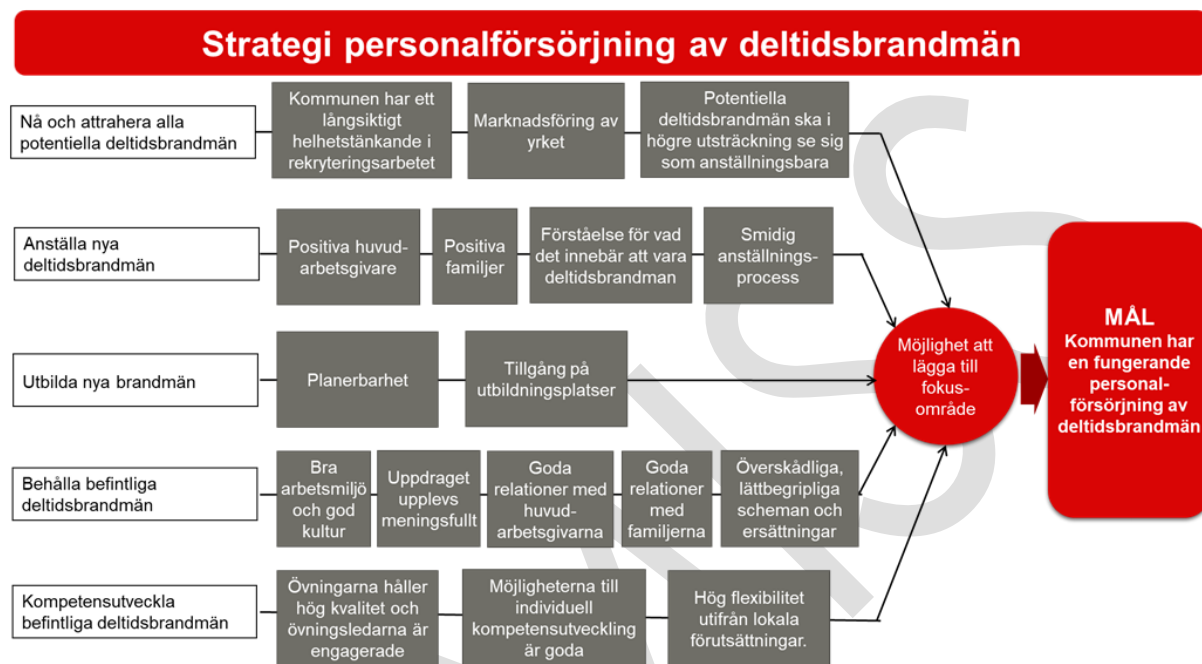 Strategi personalförsörjning av deltidsbrandmän
Nå och attrahera alla
potentiella deltidsbrandmän
Kommunen har ett
långsiktigt
helhetstänkande i
rekryteringsarbetet
Marknadsföring av
yrket
Potentiella
deltidsbrandmän ska i
högre utsträckning se sig
som anställningsbara
Anställa nya
deltidsbrandmän
Positiva huvud-
arbetsgivare
Positiva
familjer
Förståelse för vad
det innebär att vara
deltidsbrandman
Smidig
anställnings-
process
Utbilda nya brandmän
Planerbarhet
Tillgång på
utbildningsplatser
Behålla befintliga
deltidsbrandmän
Bra
arbetsmiljö
och god
kultur
Uppdraget
upplevs
meningsfullt
Goda
relationer med
huvud-
arbetsgivarna
Goda
relationer
med
familjerna
Överskådliga,
lättbegripliga
scheman och
ersättningar
Kompetensutveckla
befintliga deltidsbrandmän
Övningarna håller
hög kvalitet och
övningsledarna är
engagerade
Möjligheterna till
individuell
kompetensutveckling
är goda
Hög flexibilitet
utifrån lokala
förutsättningar.
Möjlighet att
lägga till
fokus-
område
MÅL
Kommunen har
en fungerande
personal-
försörjning av
deltidsbrandmän